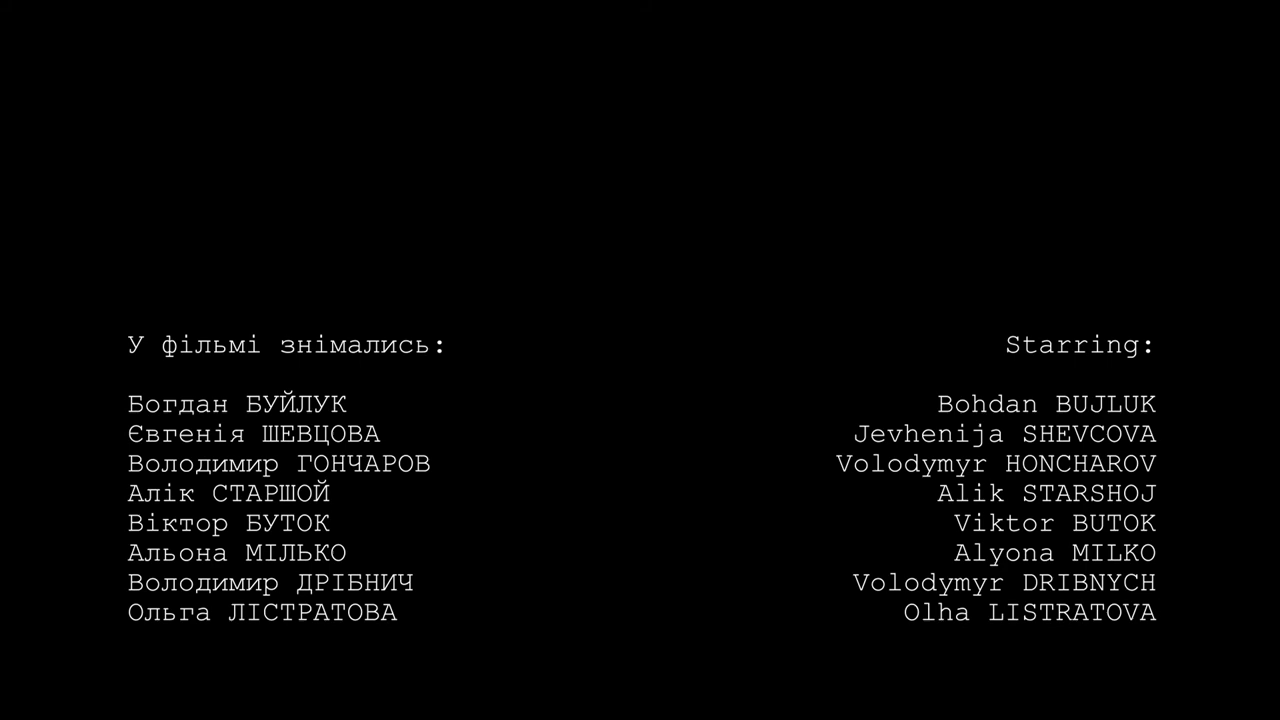 У фільмі знімались: Starring:
Богдан БУЙЛУК Bohdan BUJLUK
Євгенія ШЕВЦОВА Jevhenija SHEVCOVA
Володимир ГОНЧАРОВ Volodymyr HONCHAROV
Алік СТАРШОЙ Alik STARSHOJ
Віктор БУТОК Viktor BUTOK
Альона МІЛЬКО Alyona MILKO
Володимир ДРІБНИЧ Volodymyr DRIBNYCH
Ольга ЛІСТРАТОВА Olha LISTRATOVA